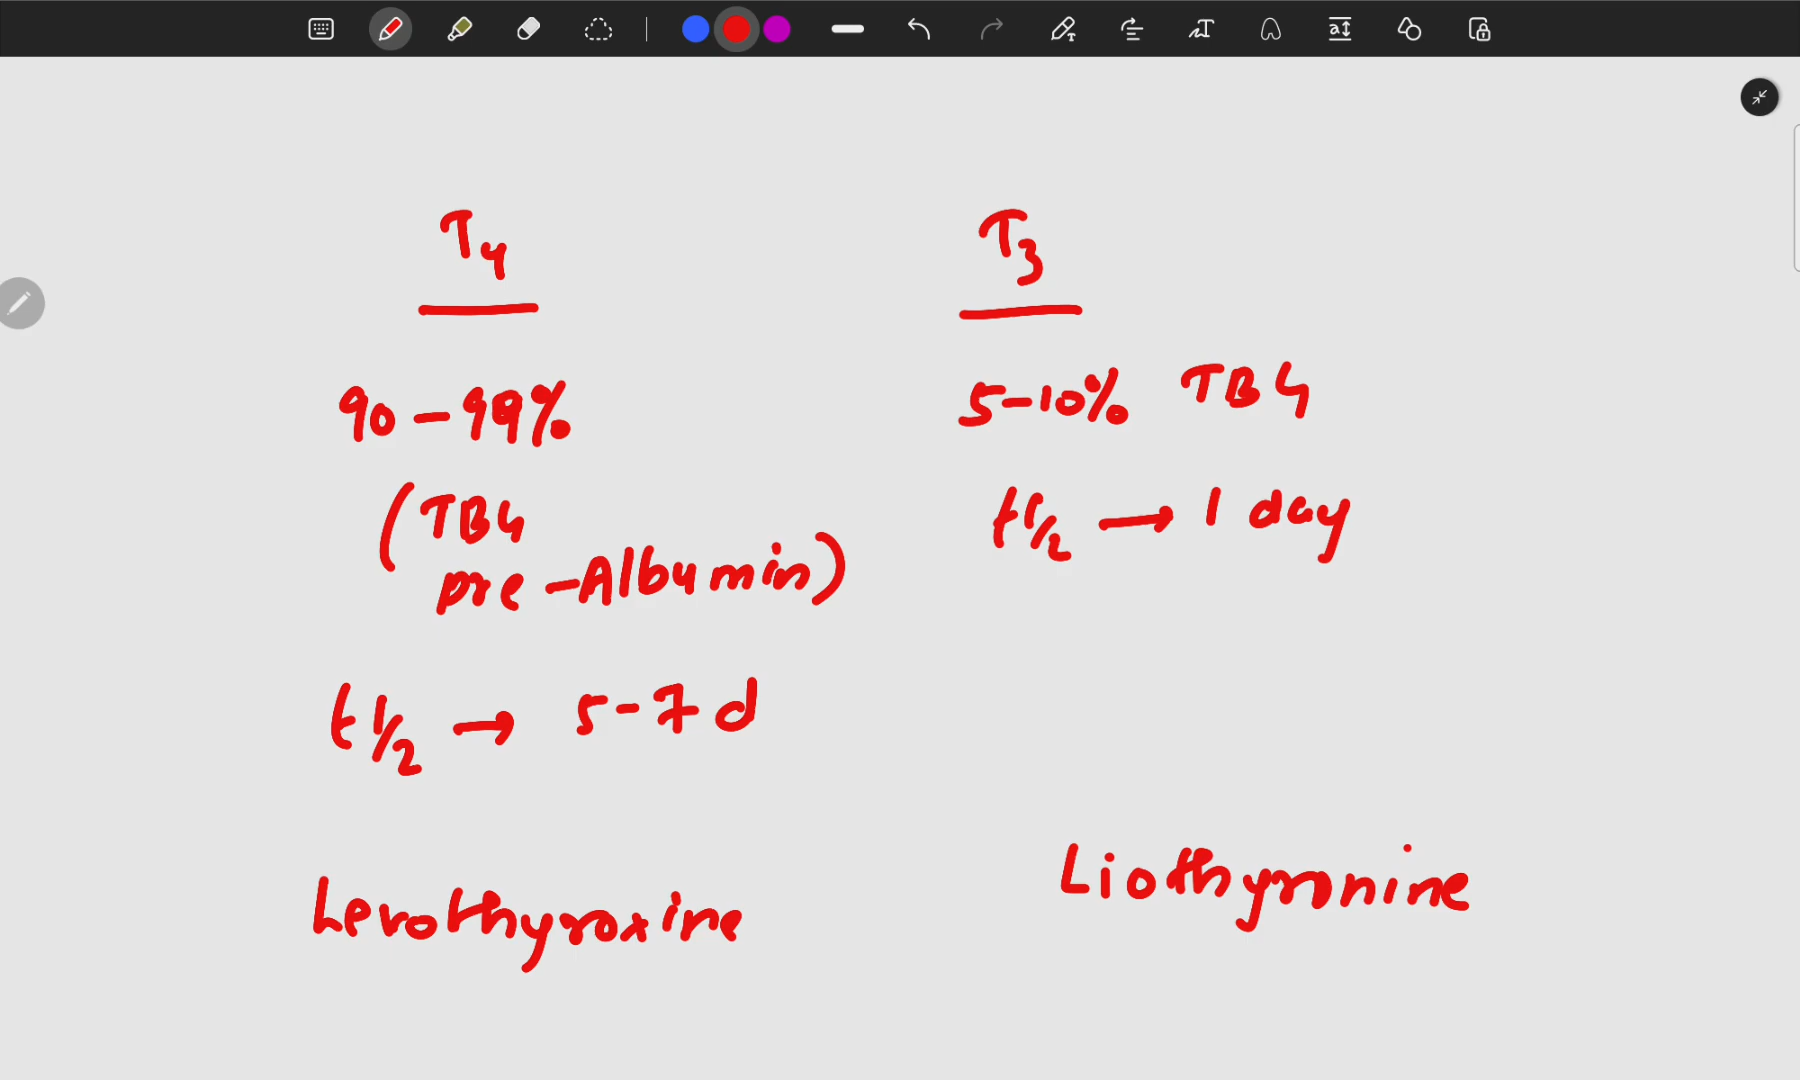 T4 T3
90-99% 5-10% TBG
(TBG t1/2 → 1 day
pre-Albumin)
t1/2 → 5-7 d
Levothyroxine Liothyronine